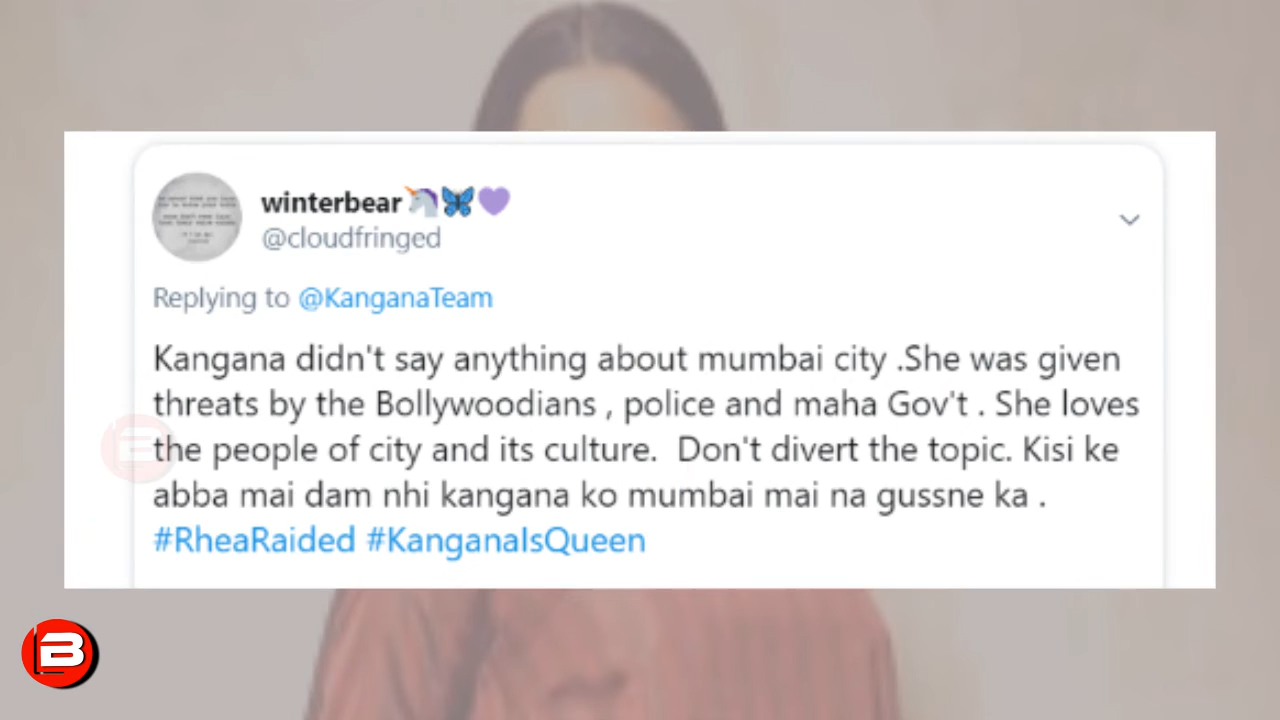 winterbear🦄🦋💜
@cloudfringed
Replying to @KanganaTeam
Kangana didn't say anything about mumbai city .She was given
threats by the Bollywoodians , police and maha Gov't . She loves
the people of city and its culture.  Don't divert the topic. Kisi ke
abba mai dam nhi kangana ko mumbai mai na gussne ka .
#RheaRaided #KanganaIsQueen
B